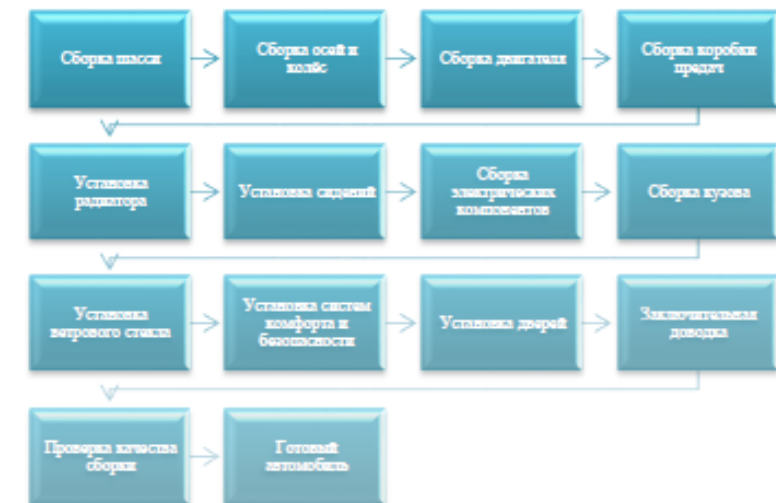 Сборка шасси
Сборка осей и
колёс
Сборка двигателя
Сборка коробки
предач
Установка
радиатора
Установка сидений
Сборка
электрических
компонентов
Сборка кузова
Установка
ветрового стекла
Установка систем
комфорта и
безопасности
Установка дверей
Заключительная
доводка
Проверка качества
сборки
Готовый
автомобиль